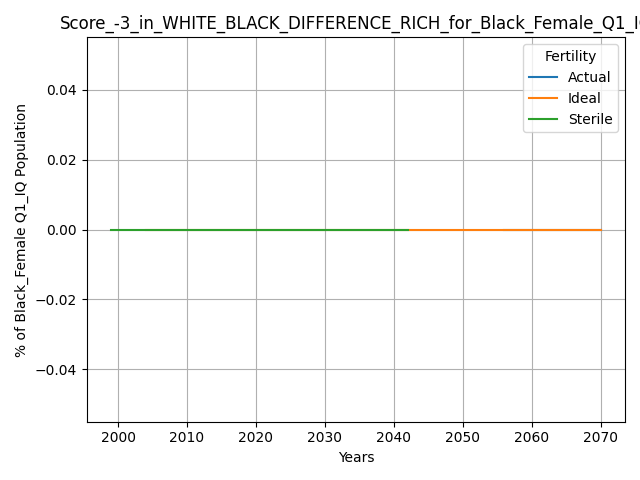 Score_-3_in_WHITE_BLACK_DIFFERENCE_RICH_for_Black_Female_Q1_I
Fertility
Actual
Ideal
Sterile
% of Black_Female Q1_IQ Population
0.04
0.02
0.00
−0.02
−0.04
2000 2010 2020 2030 2040 2050 2060 2070
Years